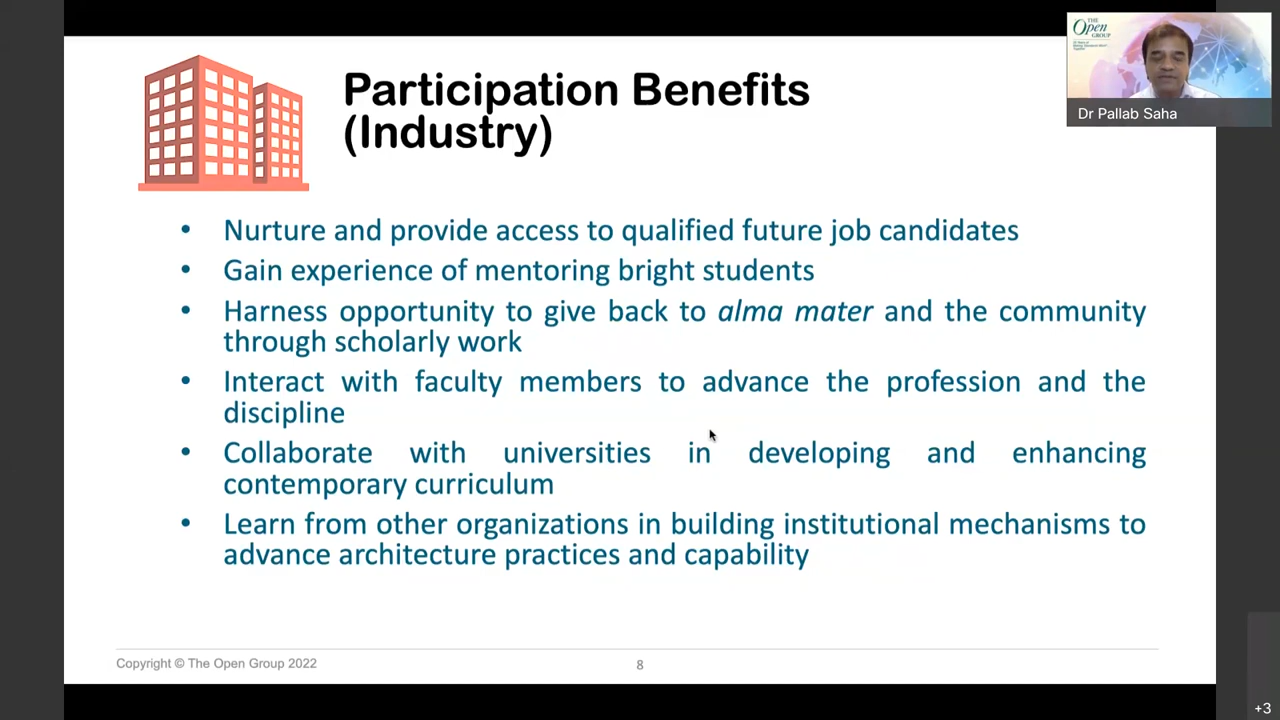 THE
Open
GROUP
Dr Pallab Saha
Participation Benefits
(Industry)
• Nurture and provide access to qualified future job candidates
• Gain experience of mentoring bright students
• Harness opportunity to give back to alma mater and the community
through scholarly work
• Interact with faculty members to advance the profession and the
discipline
• Collaborate with universities in developing and enhancing
contemporary curriculum
• Learn from other organizations in building institutional mechanisms to
advance architecture practices and capability
Copyright © The Open Group 2022
8
+3